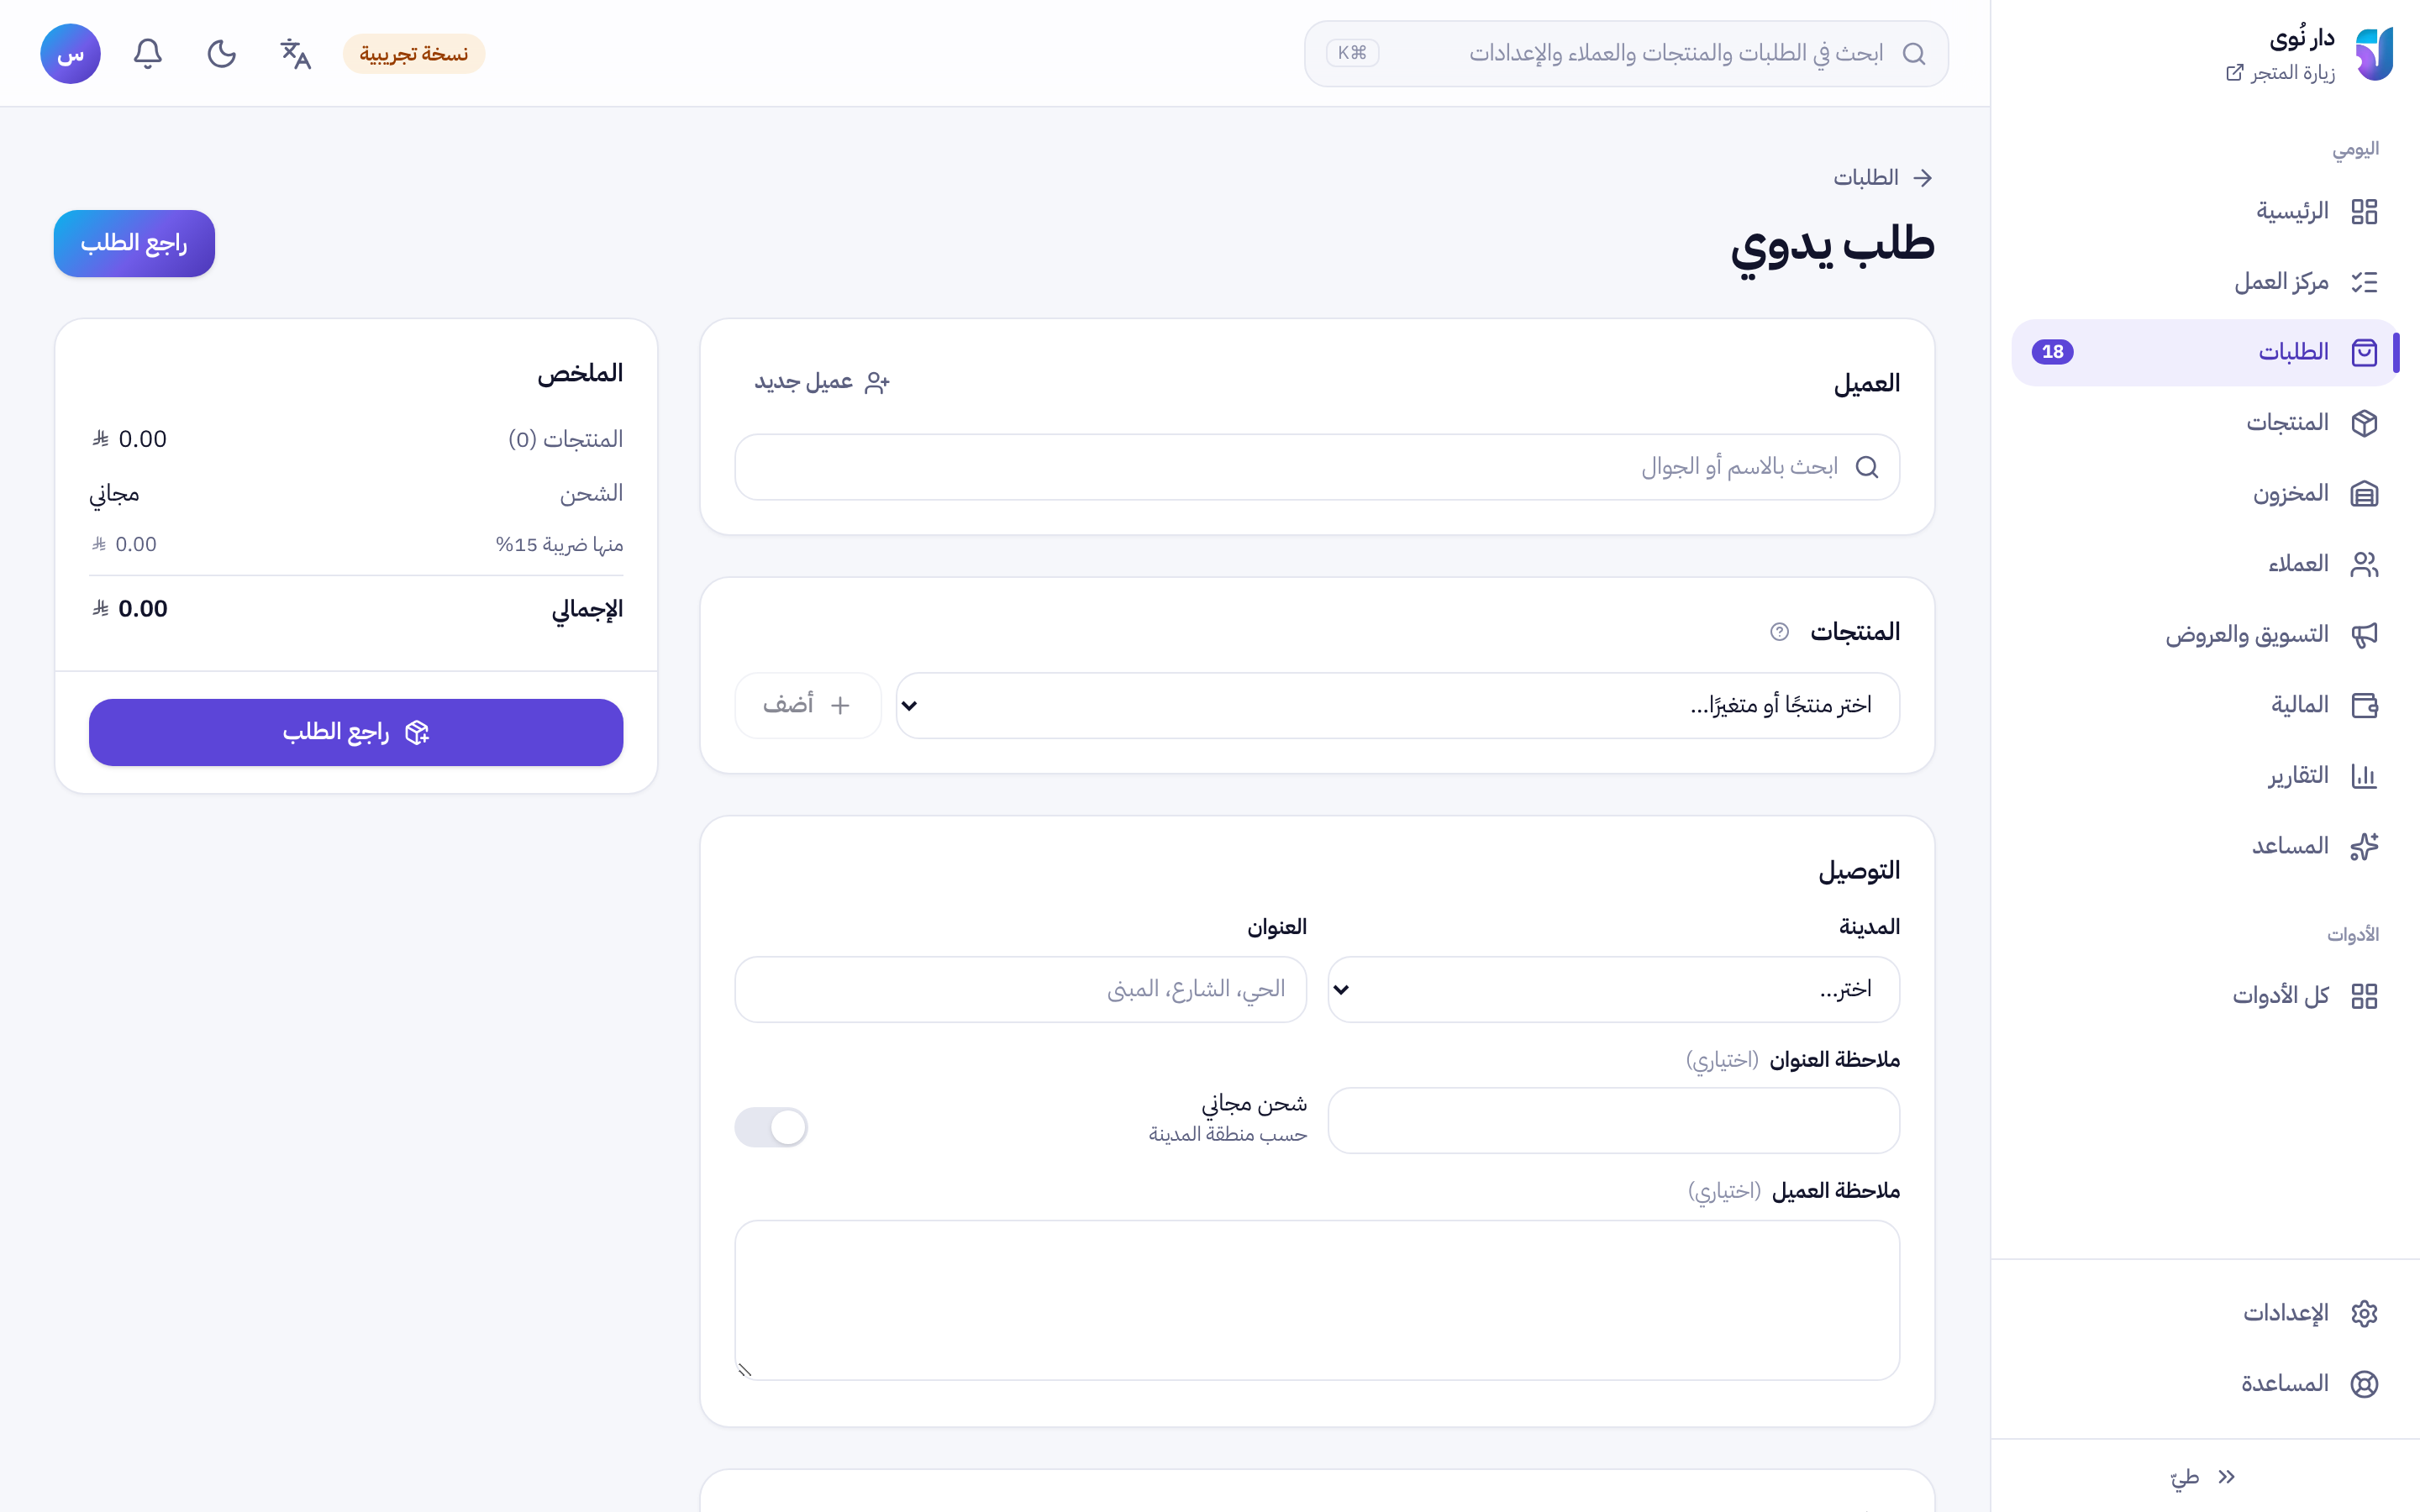 دار نُوى
زيارة المتجر
اليومي
الرئيسية
مركز العمل
الطلبات
18
المنتجات
المخزون
العملاء
التسويق والعروض
المالية
التقارير
المساعد
الأدوات
كل الأدوات
الإعدادات
المساعدة
طيّ
ابحث في الطلبات والمنتجات والعملاء والإعدادات
⌘K
نسخة تجريبية
س
الطلبات
طلب يدوي
راجع الطلب
العميل
عميل جديد
ابحث بالاسم أو الجوال
المنتجات
اختر منتجًا أو متغيرًا...
أضف
التوصيل
المدينة
العنوان
اختر...
الحي، الشارع، المبنى
ملاحظة العنوان (اختياري)
شحن مجاني
حسب منطقة المدينة
ملاحظة العميل (اختياري)
الملخص
المنتجات (0) 0.00
الشحن مجاني
منها ضريبة 15% 0.00
الإجمالي 0.00
راجع الطلب